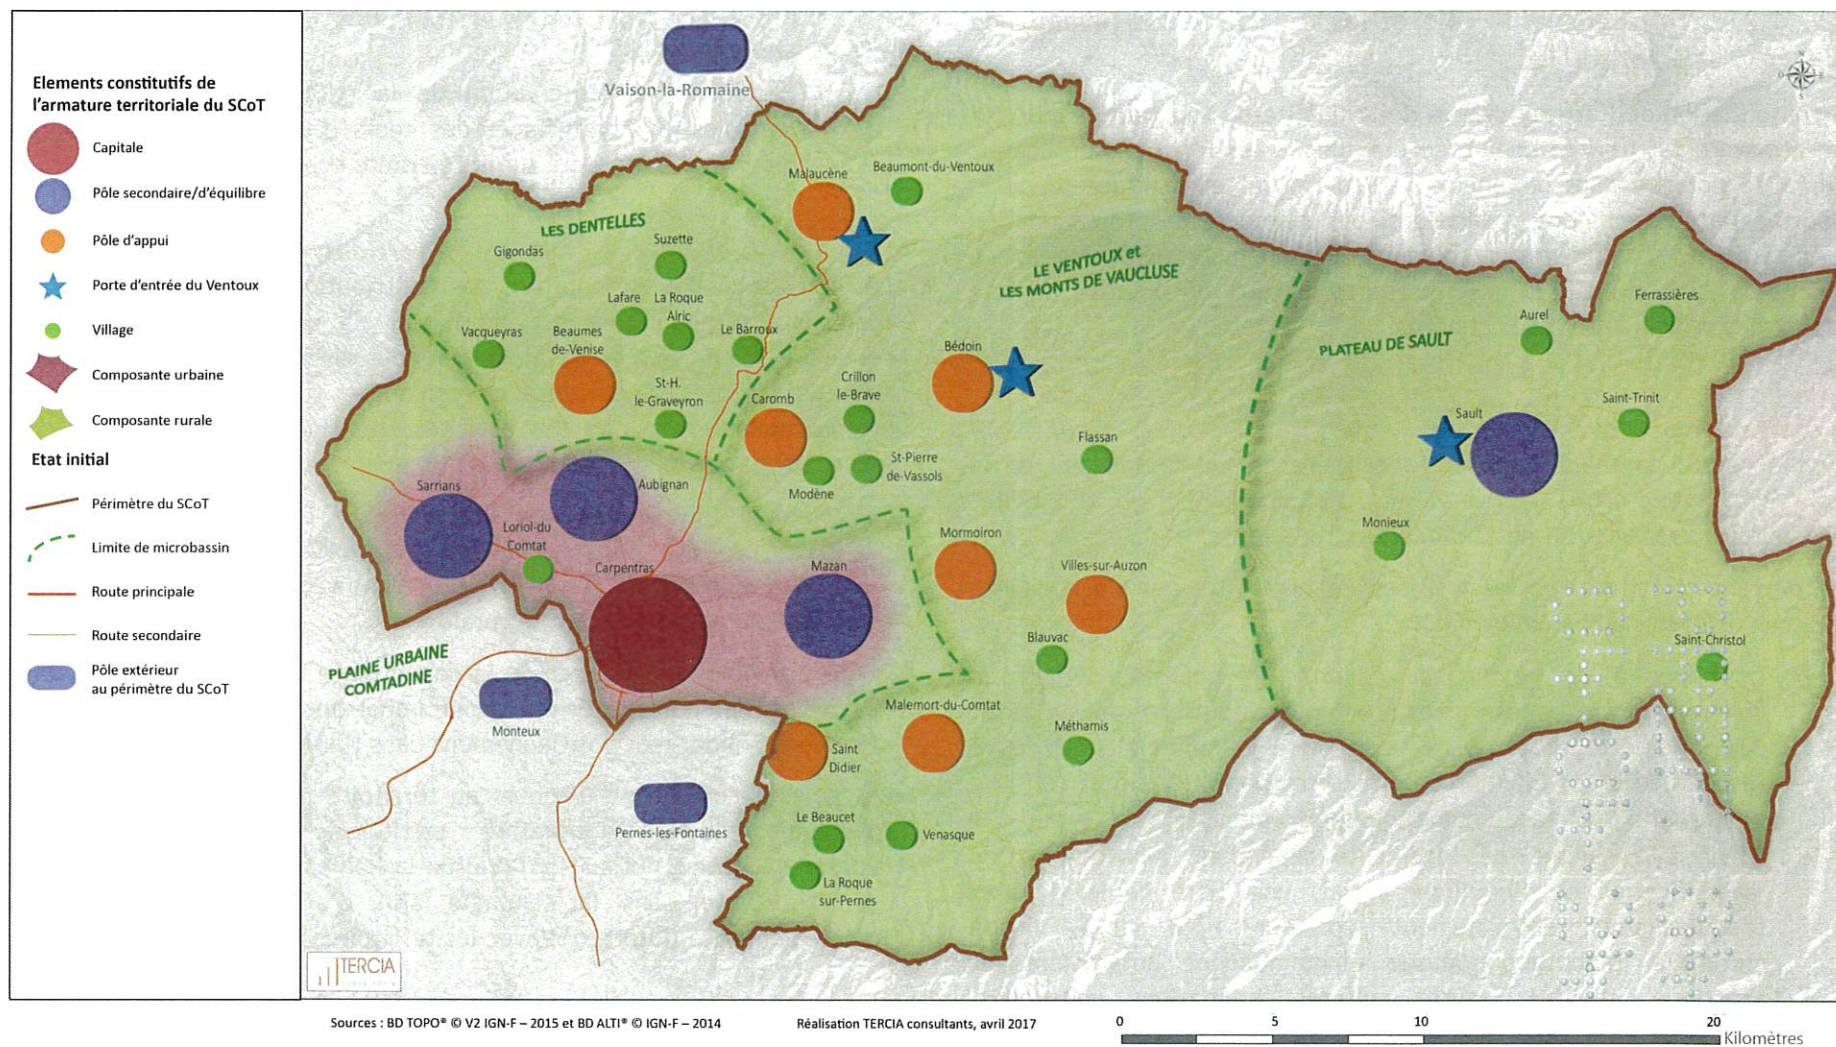 Elements constitutifs de
l'armature territoriale du SCoT
Capitale
Pôle secondaire/d'équilibre
Pôle d'appui
Porte d'entrée du Ventoux
Village
Composante urbaine
Composante rurale
Etat initial
Périmètre du SCoT
Limite de microbassin
Route principale
Route secondaire
Pôle extérieur
au périmètre du SCoT
Vaison-la-Romaine
Malaucène
Beaumont-du-Ventoux
LES DENTELLES
Suzette
Gigondas
LE VENTOUX et
LES MONTS DE VAUCLUSE
Lafare
La Roque
Alric
Vacqueyras
Beaumes
de-Venise
Le Barroux
Bédoin
Ferrassières
Aurel
PLATEAU DE SAULT
St-H.
le-Graveyron
Caromb
Crillon
le-Brave
Saint-Trinit
Sault
Flassan
St-Pierre
de-Vassols
Modène
Sarrians
Aubignan
Loriol-du
Comtat
Monieux
Mormoiron
Carpentras
Mazan
Villes-sur-Auzon
Blauvac
Saint-Christol
PLAINE URBAINE
COMTADINE
Malemort-du-Comtat
Méthamis
Monteux
Saint
Didier
Pernes-les-Fontaines
Le Beaucet
Venasque
La Roque
sur-Pernes
TERCIA
Sources : BD TOPO® © V2 IGN-F – 2015 et BD ALTI® © IGN-F – 2014
Réalisation TERCIA consultants, avril 2017
0 5 10 20
Kilomètres